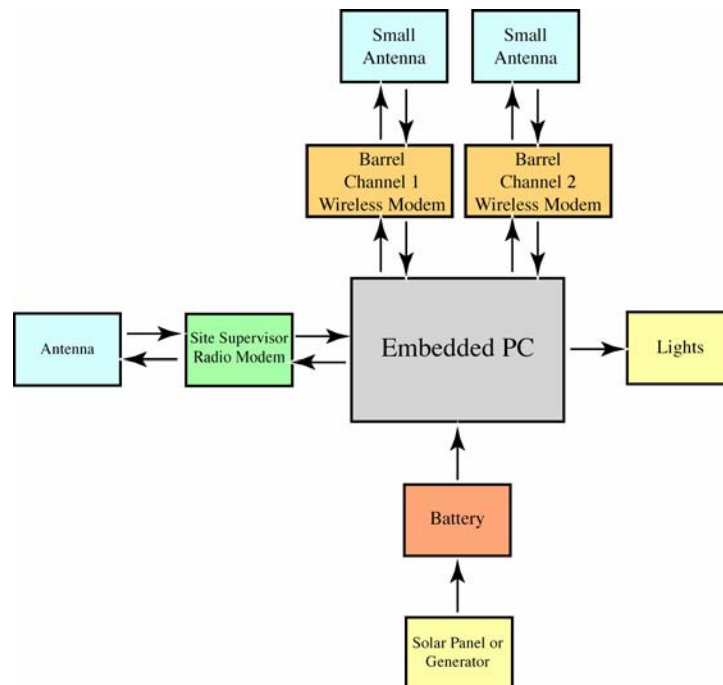 Small
Antenna
Small
Antenna
Barrel
Channel 1
Wireless Modem
Barrel
Channel 2
Wireless Modem
Antenna
Site Supervisor
Radio Modem
Embedded PC
Lights
Battery
Solar Panel or
Generator